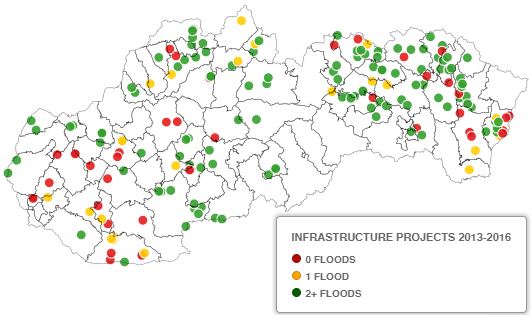 INFRASTRUCTURE PROJECTS 2013-2016
0 FLOODS
1 FLOOD
2+ FLOODS